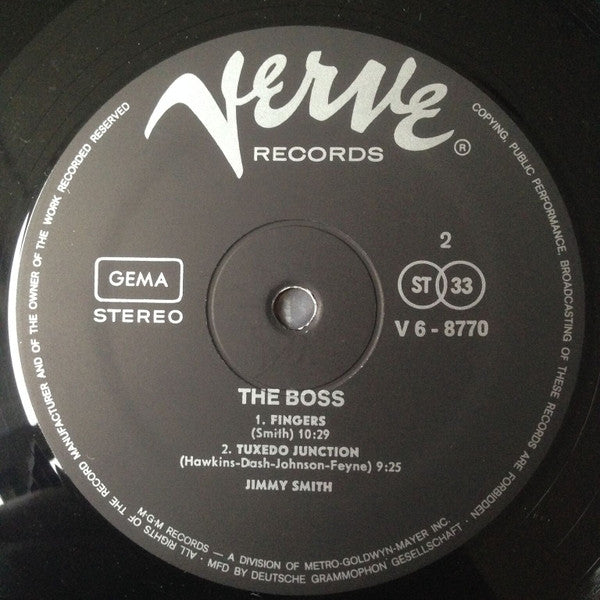 Verve
RECORDS ®
2
GEMA
STEREO
ST 33
V 6 - 8770
THE BOSS
1. FINGERS
(Smith) 10:29
2. TUXEDO JUNCTION
(Hawkins-Dash-Johnson-Feyne) 9:25
JIMMY SMITH
M·G·M RECORDS — A DIVISION OF METRO-GOLDWYN-MAYER INC.
ALL RIGHTS OF THE RECORD MANUFACTURER AND OF THE OWNER OF THE WORK RECORDED RESERVED
COPYING, PUBLIC PERFORMANCE, BROADCASTING OF THESE RECORDS ARE FORBIDDEN
· MFD BY DEUTSCHE GRAMMOPHON GESELLSCHAFT ·